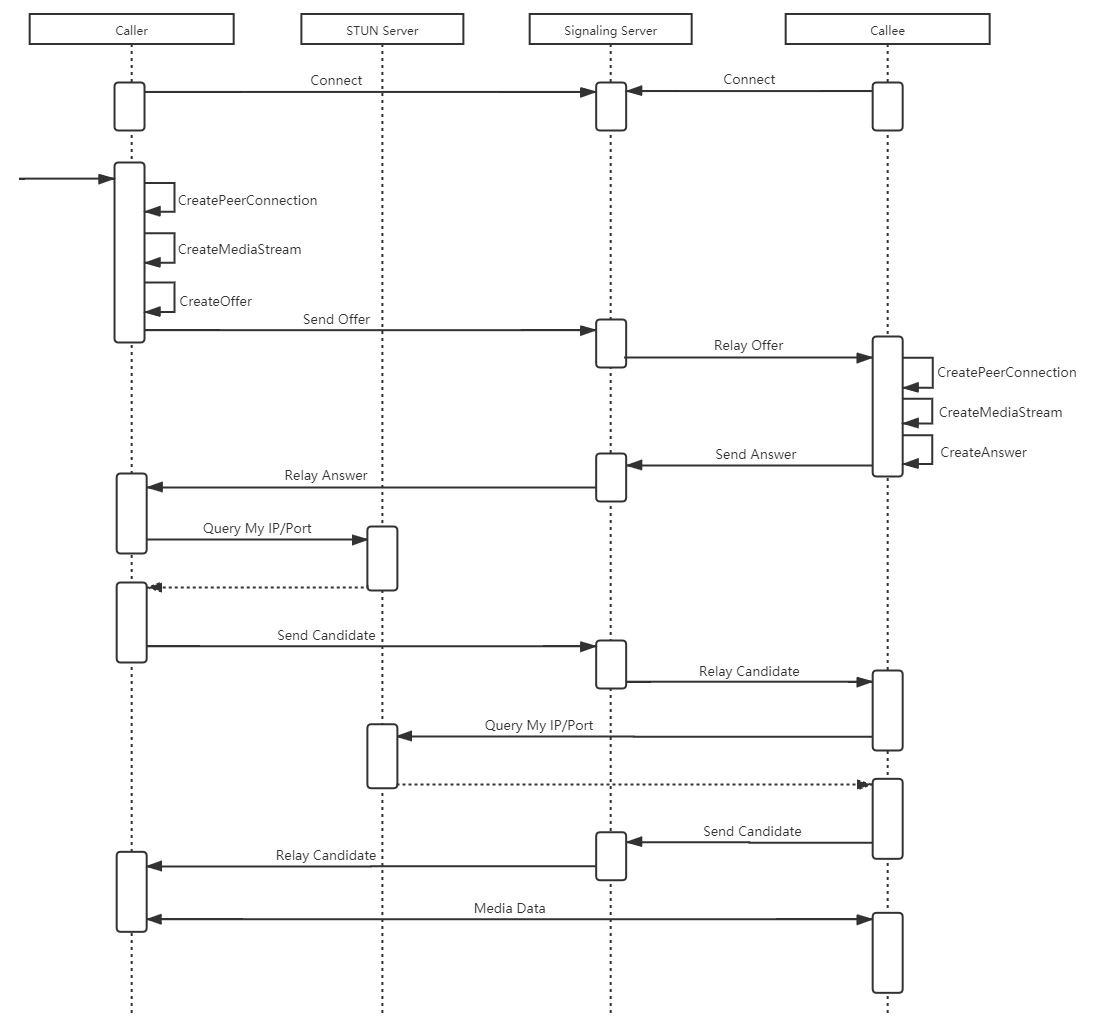 Caller
STUN Server
Signaling Server
Callee
Connect
Connect
CreatePeerConnection
CreateMediaStream
CreateOffer
Send Offer
Relay Offer
CreatePeerConnection
CreateMediaStream
CreateAnswer
Send Answer
Relay Answer
Query My IP/Port
Send Candidate
Relay Candidate
Query My IP/Port
Send Candidate
Relay Candidate
Media Data